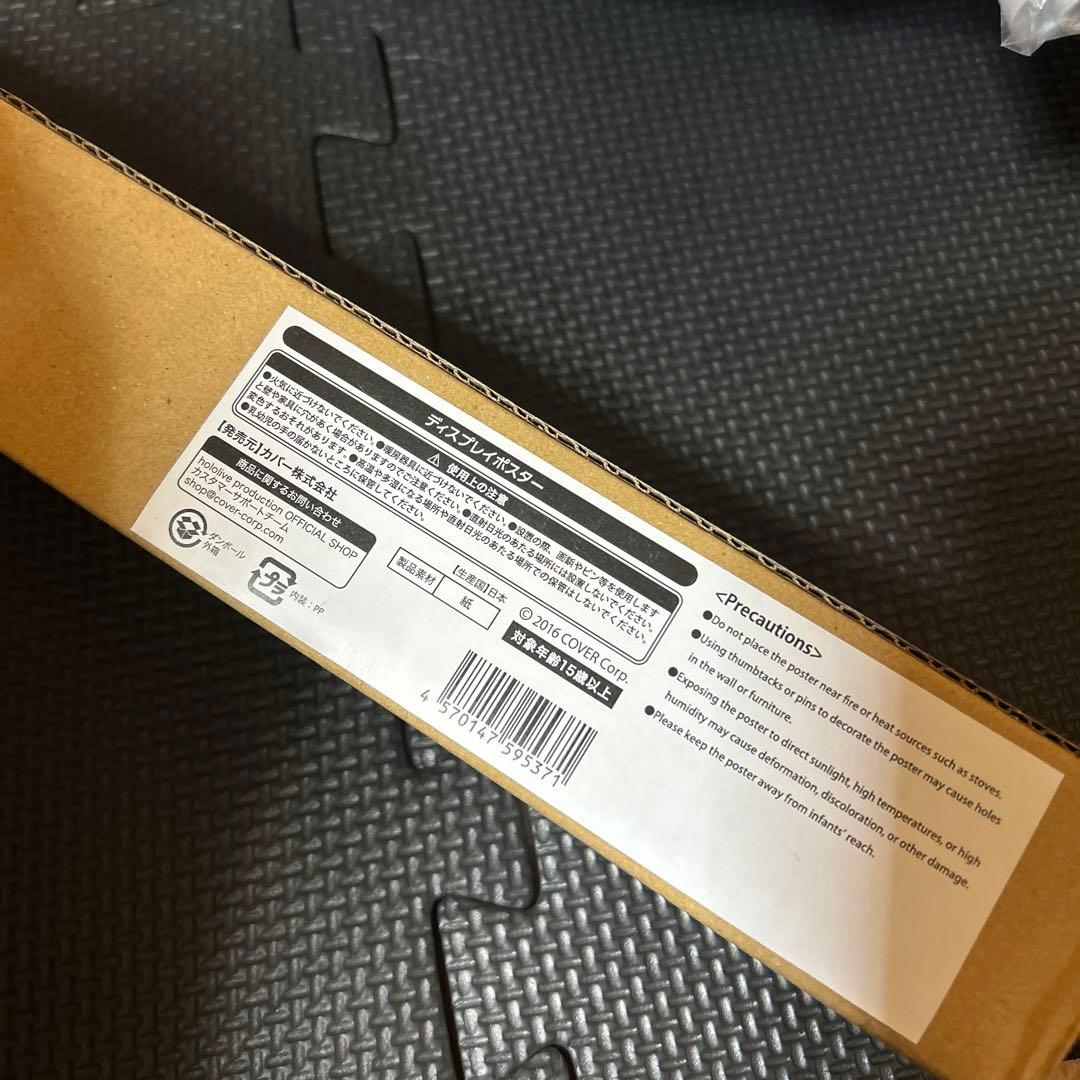 ディスプレイポスター
⚠ 使用上の注意
●火気に近づけないでください。●暖房器具に近づけないでください。●設置の際、画鋲やピン等を使用します
と壁や家具に穴があく場合がありますのでご注意ください。●直射日光のあたる場所には設置しないでください。
変色するおそれがあります。●高温や多湿になる場所や直射日光のあたる場所での保管はしないでください。
●乳幼児の手の届かないところに保管してください。
【発売元】カバー株式会社
商品に関するお問い合わせ
hololive production OFFICIAL SHOP
カスタマーサポートチーム
shop@cover-corp.com
ダンボール
外箱
プラ
内装:PP
【生産国】日本
製品素材 紙
© 2016 COVER Corp.
対象年齢15歳以上
4 570147 595371
<Precautions>
●Do not place the poster near fire or heat sources such as stoves.
●Using thumbtacks or pins to decorate the poster may cause holes
in the wall or furniture.
●Exposing the poster to direct sunlight, high temperatures, or high
humidity may cause deformation, discoloration, or other damage.
●Please keep the poster away from infants' reach.